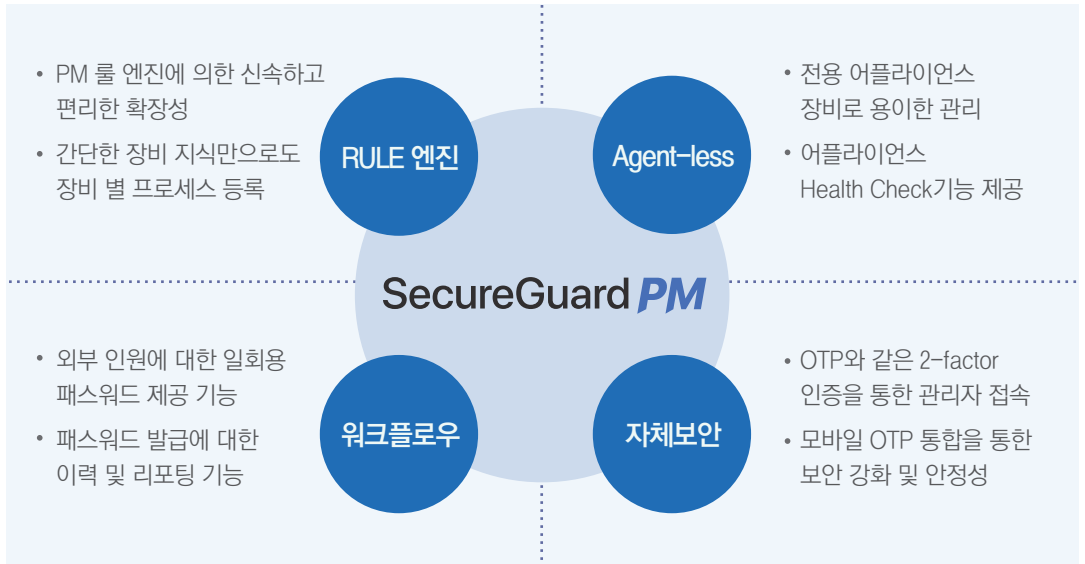 • PM 룰 엔진에 의한 신속하고
편리한 확장성
• 간단한 장비 지식만으로도
장비 별 프로세스 등록
RULE 엔진
Agent-less
• 전용 어플라이언스
장비로 용이한 관리
• 어플라이언스
Health Check기능 제공
SecureGuard PM
• 외부 인원에 대한 일회용
패스워드 제공 기능
• 패스워드 발급에 대한
이력 및 리포팅 기능
워크플로우
자체보안
• OTP와 같은 2-factor
인증을 통한 관리자 접속
• 모바일 OTP 통합을 통한
보안 강화 및 안정성